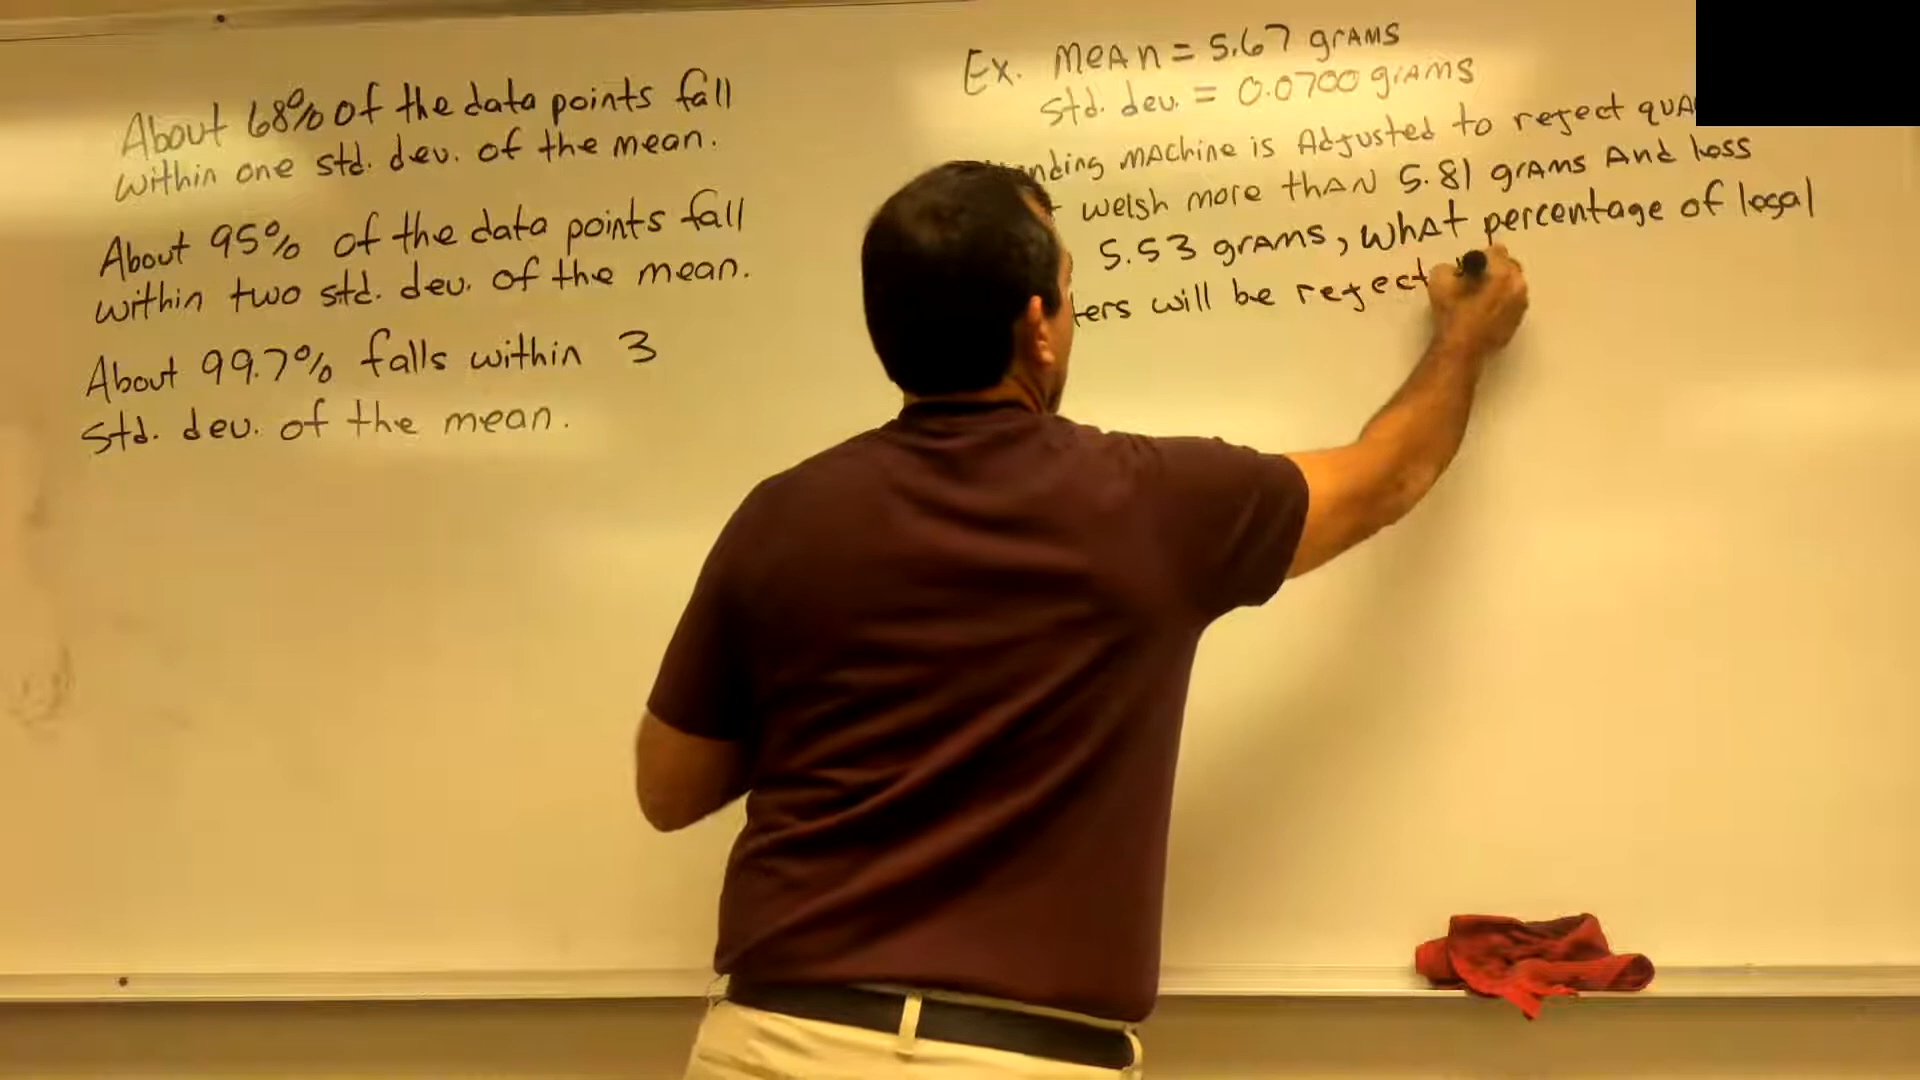 About 68% of the data points fall
within one std. dev. of the mean.
About 95% of the data points fall
within two std. dev. of the mean.
About 99.7% falls within 3
std. dev. of the mean.
Ex. mean = 5.67 grams
std. dev. = 0.0700 grams
machine is Adjusted to reject
welsh more than 5.81 grams And less
5.53 grams, what percentage of legal
will be reject